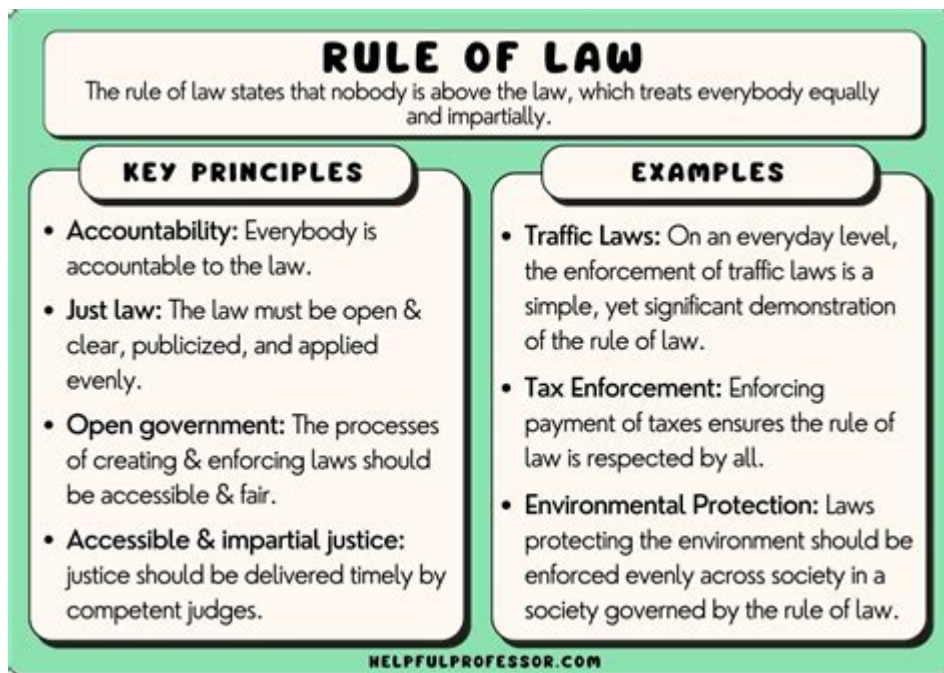 RULE OF LAW
The rule of law states that nobody is above the law, which treats everybody equally
and impartially.
KEY PRINCIPLES
• Accountability: Everybody is
accountable to the law.
• Just law: The law must be open &
clear, publicized, and applied
evenly.
• Open government: The processes
of creating & enforcing laws should
be accessible & fair.
• Accessible & impartial justice:
justice should be delivered timely by
competent judges.
EXAMPLES
• Traffic Laws: On an everyday level,
the enforcement of traffic laws is a
simple, yet significant demonstration
of the rule of law.
• Tax Enforcement: Enforcing
payment of taxes ensures the rule of
law is respected by all.
• Environmental Protection: Laws
protecting the environment should be
enforced evenly across society in a
society governed by the rule of law.
HELPFULPROFESSOR.COM